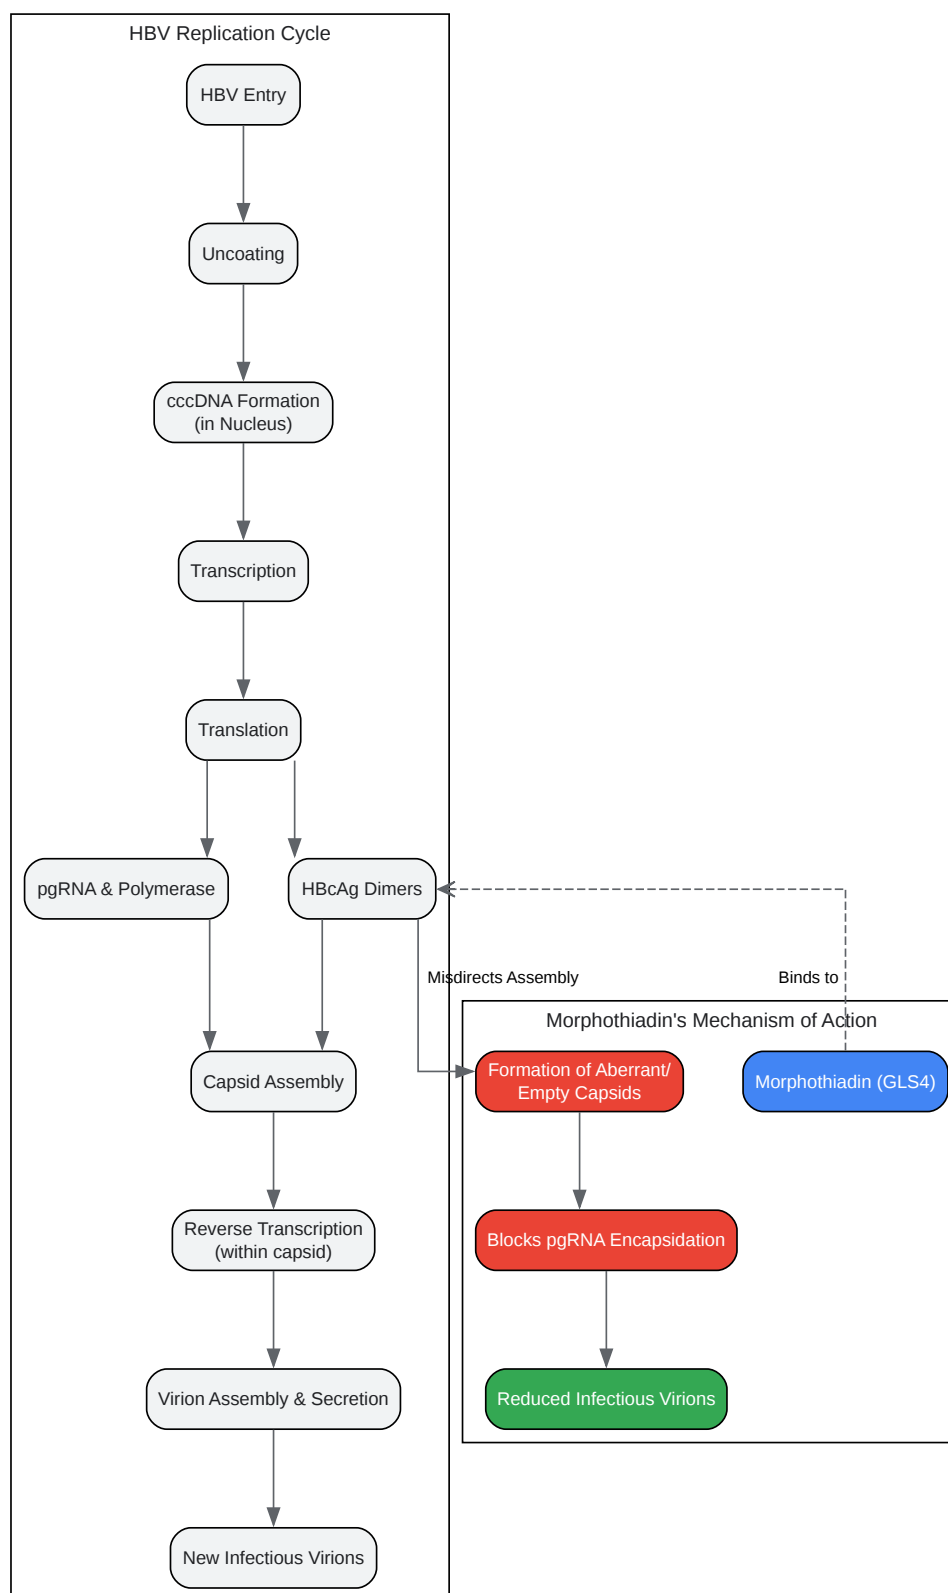 HBV Replication Cycle
HBV Entry
Uncoating
cccDNA Formation
(in Nucleus)
Transcription
Translation
pgRNA & Polymerase
HBcAg Dimers
Misdirects Assembly
Binds to
Morphothiadin's Mechanism of Action
Capsid Assembly
Formation of Aberrant/
Empty Capsids
Morphothiadin (GLS4)
Reverse Transcription
(within capsid)
Blocks pgRNA Encapsidation
Virion Assembly & Secretion
Reduced Infectious Virions
New Infectious Virions